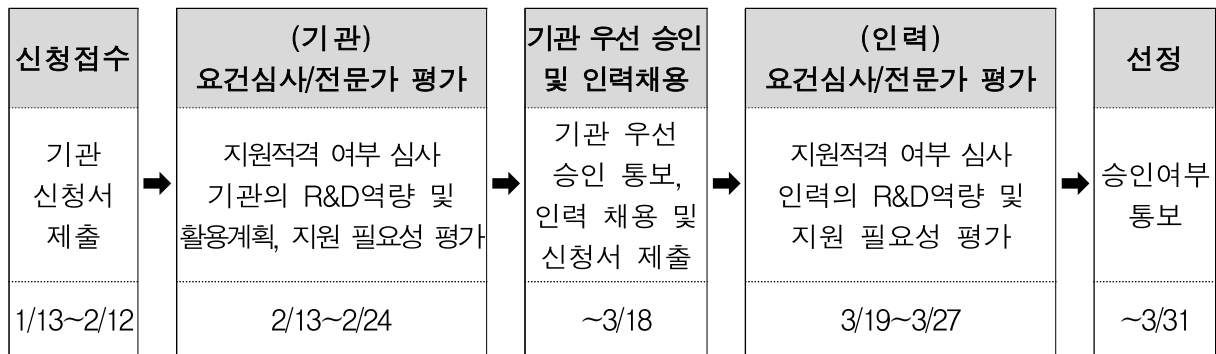 신청접수
기관
신청서
제출
1/13~2/12
➡
(기관)
요건심사/전문가 평가
지원적격 여부 심사
기관의 R&D역량 및
활용계획, 지원 필요성 평가
2/13~2/24
➡
기관 우선 승인
및 인력채용
기관 우선
승인 통보,
인력 채용 및
신청서 제출
~3/18
➡
(인력)
요건심사/전문가 평가
지원적격 여부 심사
인력의 R&D역량 및
지원 필요성 평가
3/19~3/27
➡
선정
승인여부
통보
~3/31